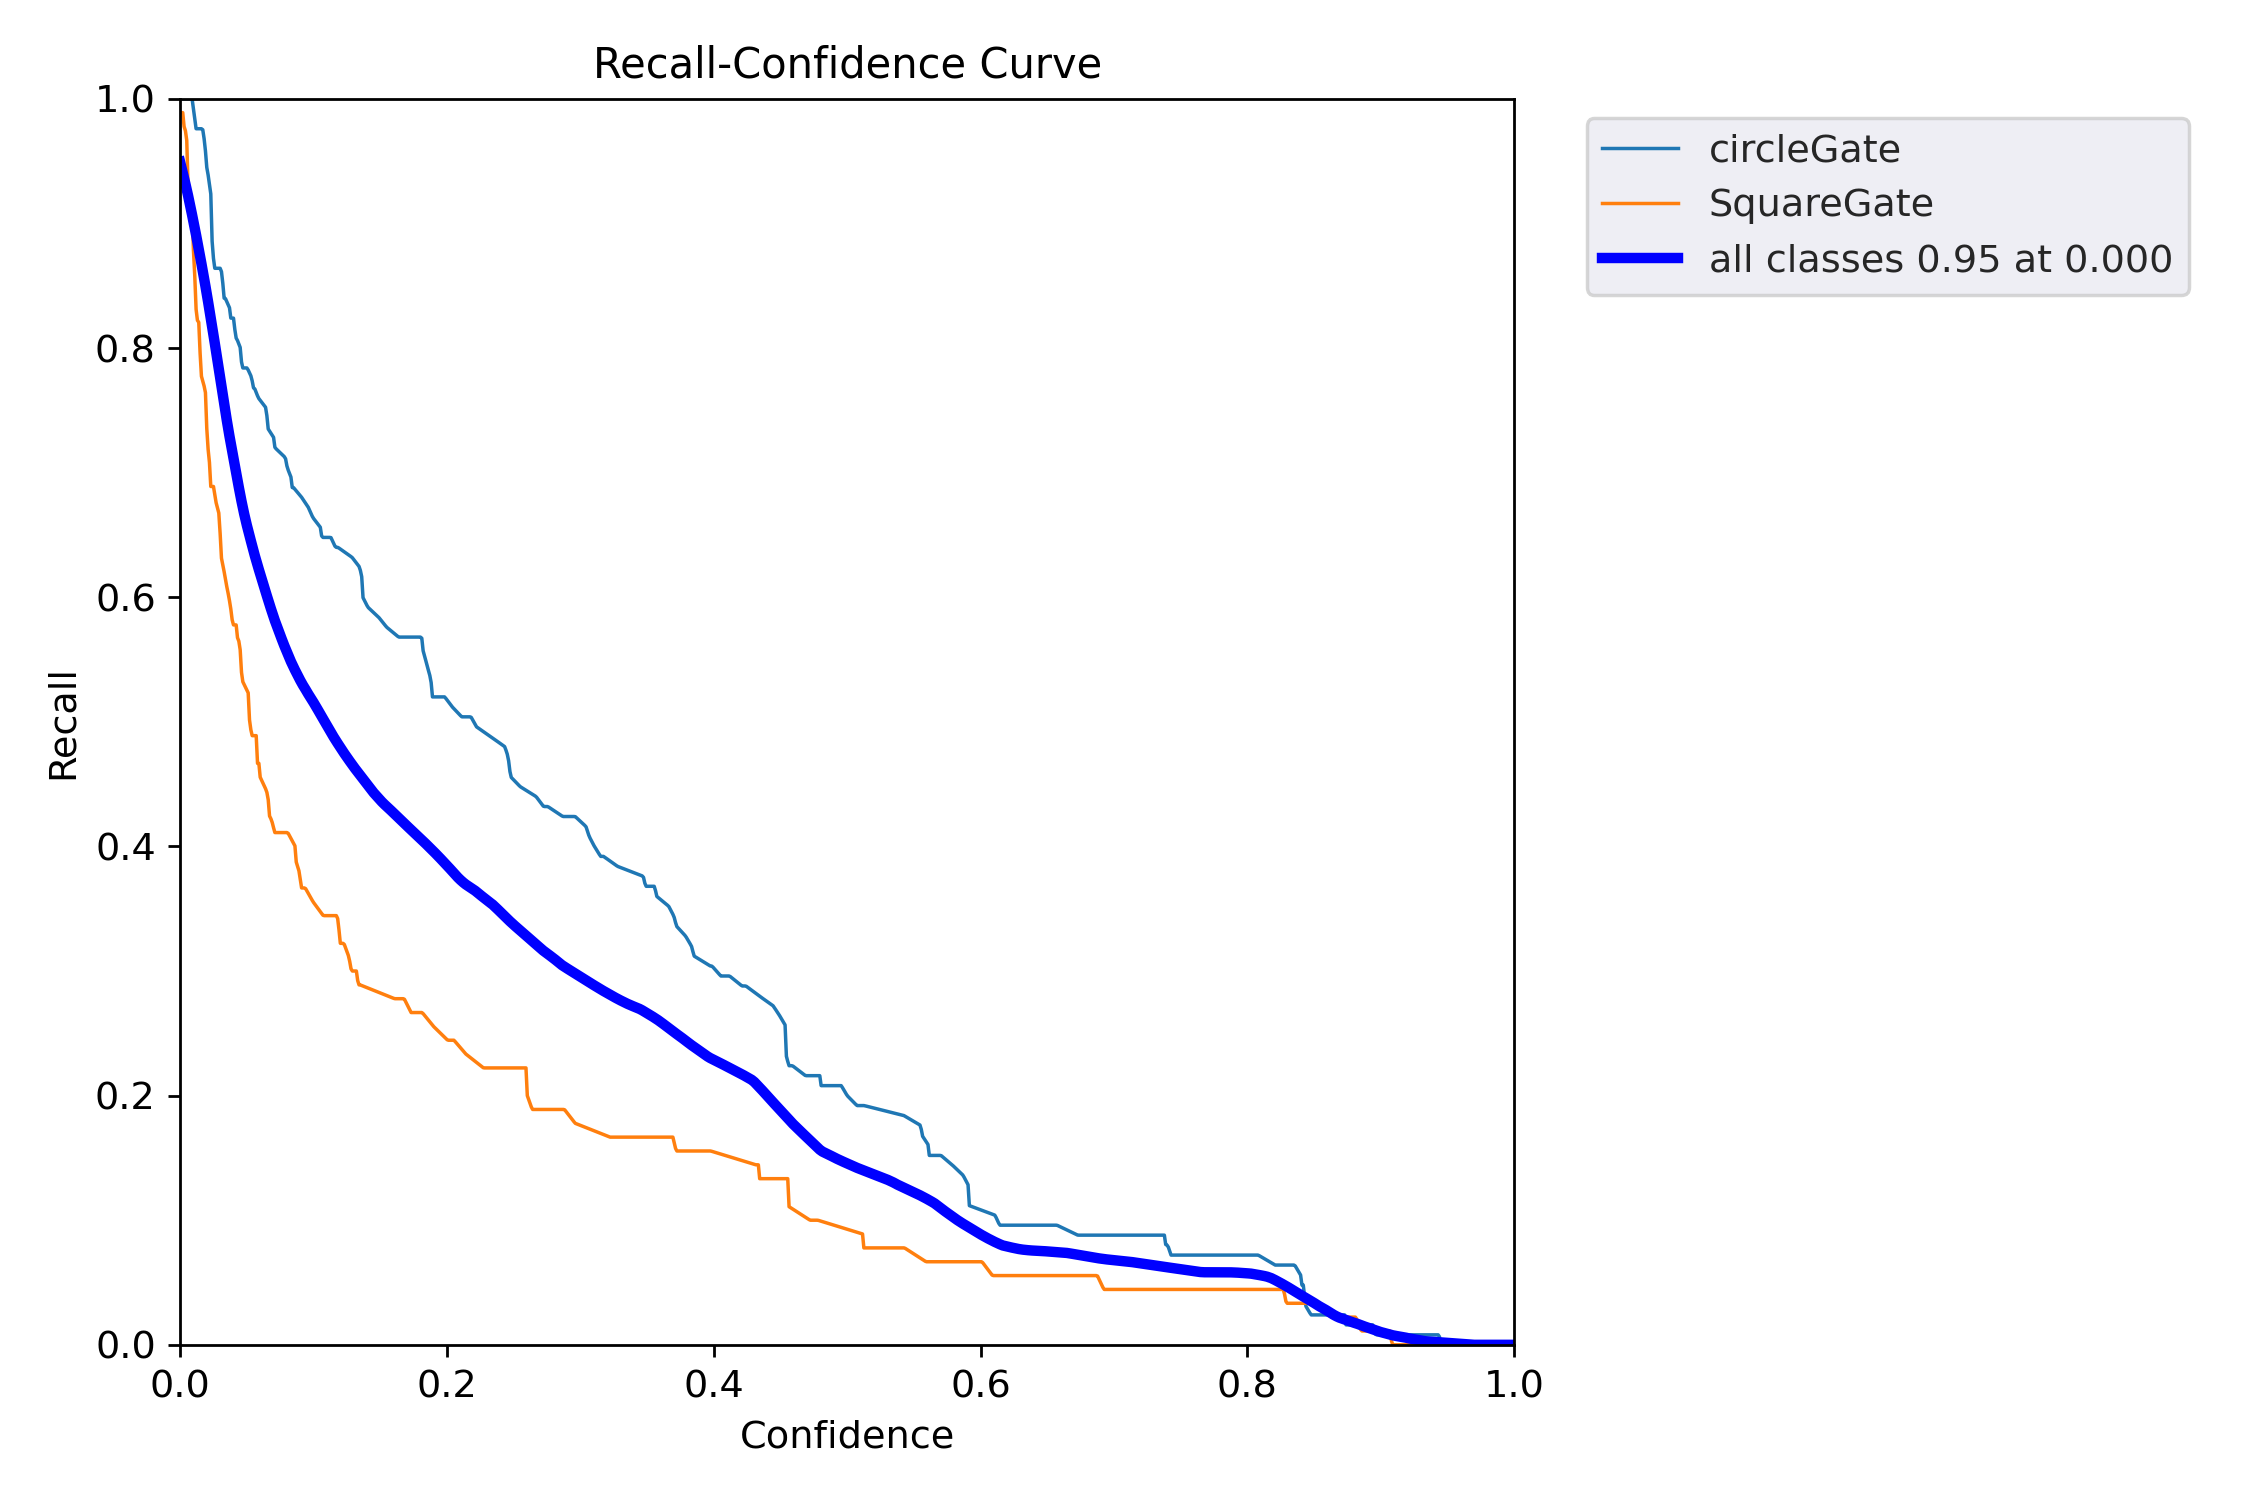 Recall-Confidence Curve
1.0
0.8
0.6
0.4
0.2
0.0
Recall
0.0 0.2 0.4 0.6 0.8 1.0
Confidence
circleGate
SquareGate
all classes 0.95 at 0.000